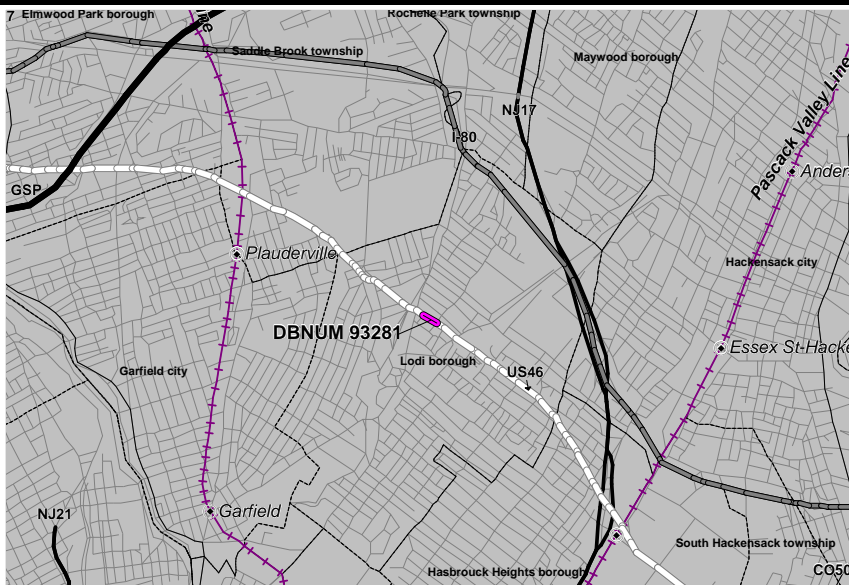 7
Elmwood Park borough
Rochelle Park township
Saddle Brook township
Maywood borough
NJ17
I-80
Pascack Valley Line
GSP
Plauderville
Hackensack city
DBNUM 93281
Essex St-Hacke
Lodi borough
Garfield city
US46
Garfield
NJ21
South Hackensack township
Hasbrouck Heights borough
CO50